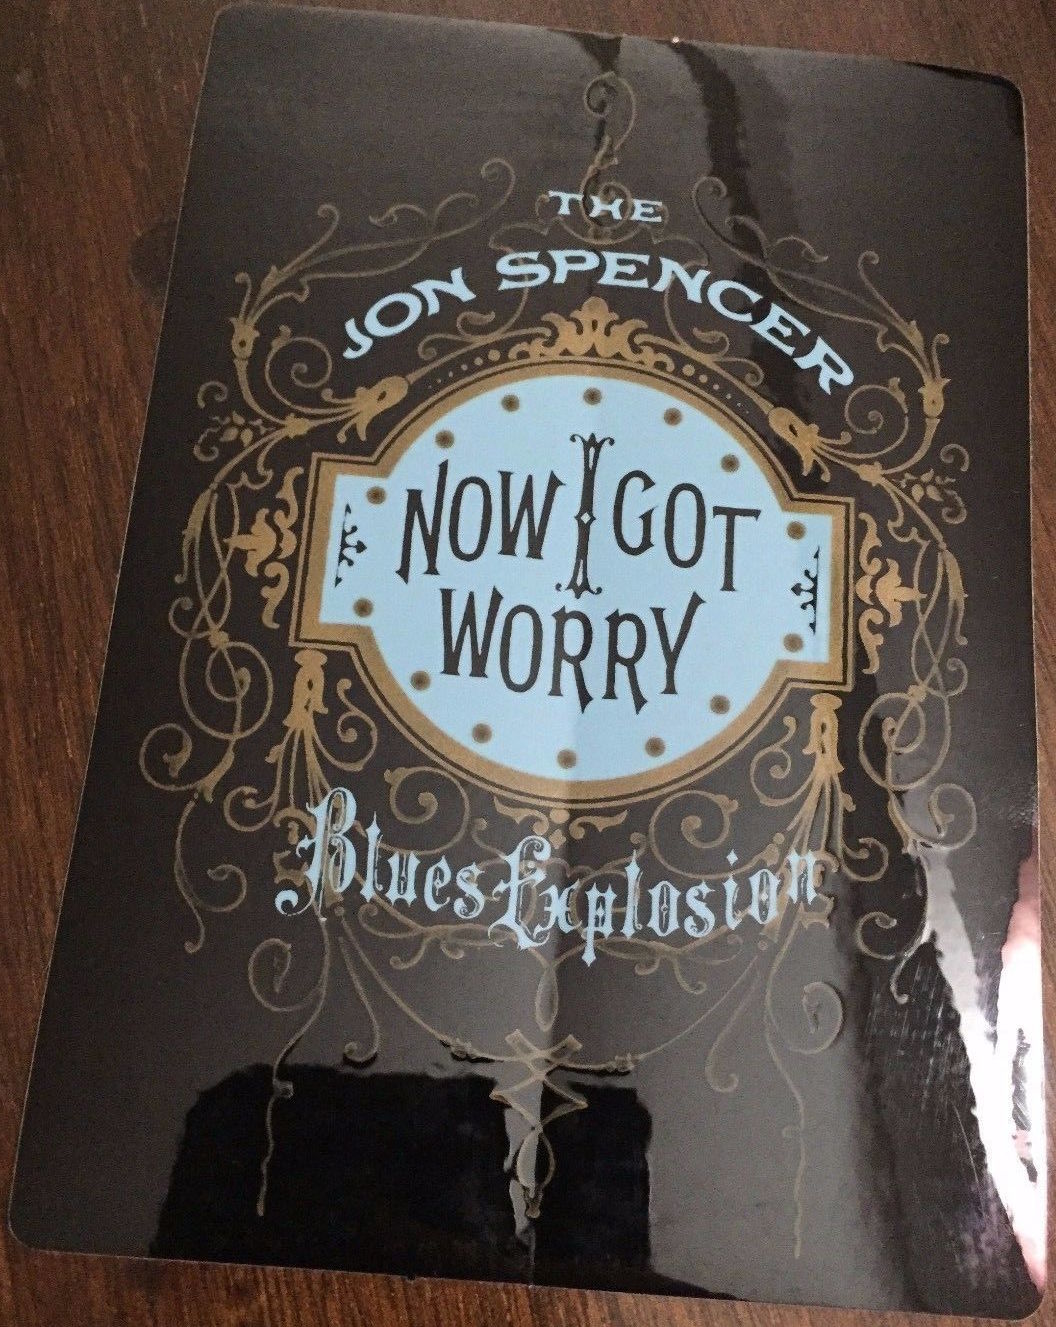 THE
JON SPENCER
NOW I GOT
WORRY
Blues Explosion